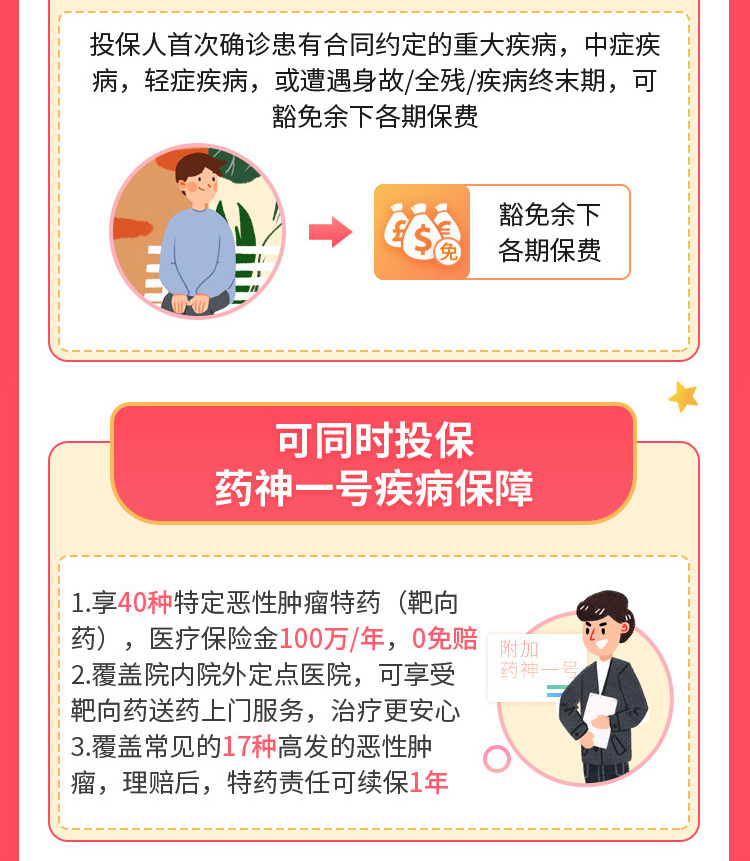 投保人首次确诊患有合同约定的重大疾病，中症疾
病，轻症疾病，或遭遇身故/全残/疾病终末期，可
豁免余下各期保费
£ $ € 免
豁免余下
各期保费
可同时投保
药神一号疾病保障
1.享40种特定恶性肿瘤特药（靶向
药），医疗保险金100万/年，0免赔
2.覆盖院内院外定点医院，可享受
靶向药送药上门服务，治疗更安心
3.覆盖常见的17种高发的恶性肿
瘤，理赔后，特药责任可续保1年
附加
药神一号